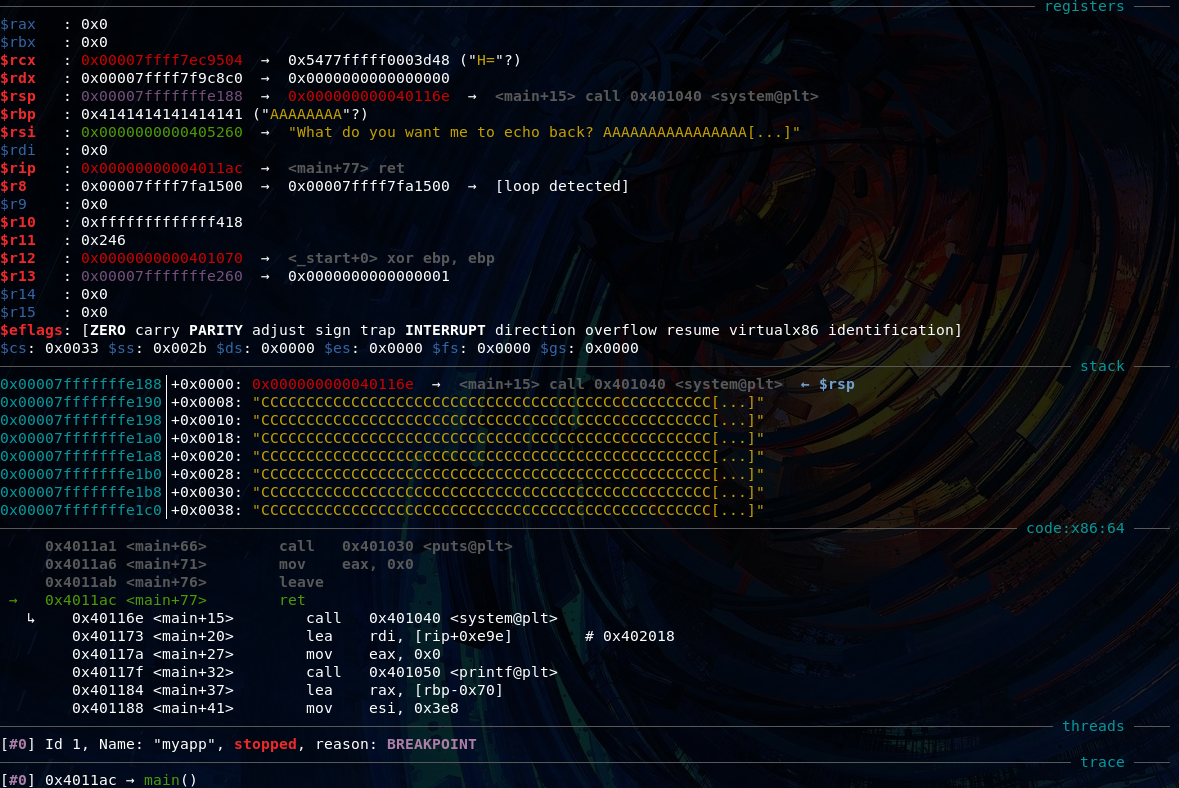 registers
$rax   : 0x0
$rbx   : 0x0
$rcx   : 0x00007ffff7ec9504  →  0x5477fffff0003d48 ("H="?)
$rdx   : 0x00007ffff7f9c8c0  →  0x0000000000000000
$rsp   : 0x00007fffffffe188  →  0x000000000040116e  →  <main+15> call 0x401040 <system@plt>
$rbp   : 0x4141414141414141 ("AAAAAAAA"?)
$rsi   : 0x0000000000405260  →  "What do you want me to echo back? AAAAAAAAAAAAAAAA[...]"
$rdi   : 0x0
$rip   : 0x00000000004011ac  →  <main+77> ret
$r8    : 0x00007ffff7fa1500  →  0x00007ffff7fa1500  →  [loop detected]
$r9    : 0x0
$r10   : 0xfffffffffffff418
$r11   : 0x246
$r12   : 0x0000000000401070  →  <_start+0> xor ebp, ebp
$r13   : 0x00007fffffffe260  →  0x0000000000000001
$r14   : 0x0
$r15   : 0x0
$eflags: [ZERO carry PARITY adjust sign trap INTERRUPT direction overflow resume virtualx86 identification]
$cs: 0x0033 $ss: 0x002b $ds: 0x0000 $es: 0x0000 $fs: 0x0000 $gs: 0x0000
stack
0x00007fffffffe188│+0x0000: 0x000000000040116e  →  <main+15> call 0x401040 <system@plt>  ← $rsp
0x00007fffffffe190│+0x0008: "CCCCCCCCCCCCCCCCCCCCCCCCCCCCCCCCCCCCCCCCCCCCCCCCCC[...]"
0x00007fffffffe198│+0x0010: "CCCCCCCCCCCCCCCCCCCCCCCCCCCCCCCCCCCCCCCCCCCCCCCCCC[...]"
0x00007fffffffe1a0│+0x0018: "CCCCCCCCCCCCCCCCCCCCCCCCCCCCCCCCCCCCCCCCCCCCCCCCCC[...]"
0x00007fffffffe1a8│+0x0020: "CCCCCCCCCCCCCCCCCCCCCCCCCCCCCCCCCCCCCCCCCCCCCCCCCC[...]"
0x00007fffffffe1b0│+0x0028: "CCCCCCCCCCCCCCCCCCCCCCCCCCCCCCCCCCCCCCCCCCCCCCCCCC[...]"
0x00007fffffffe1b8│+0x0030: "CCCCCCCCCCCCCCCCCCCCCCCCCCCCCCCCCCCCCCCCCCCCCCCCCC[...]"
0x00007fffffffe1c0│+0x0038: "CCCCCCCCCCCCCCCCCCCCCCCCCCCCCCCCCCCCCCCCCCCCCCCCCC[...]"
code:x86:64
0x4011a1 <main+66>        call   0x401030 <puts@plt>
0x4011a6 <main+71>        mov    eax, 0x0
0x4011ab <main+76>        leave
→   0x4011ac <main+77>        ret
↳    0x40116e <main+15>        call   0x401040 <system@plt>
0x401173 <main+20>        lea    rdi, [rip+0xe9e]        # 0x402018
0x40117a <main+27>        mov    eax, 0x0
0x40117f <main+32>        call   0x401050 <printf@plt>
0x401184 <main+37>        lea    rax, [rbp-0x70]
0x401188 <main+41>        mov    esi, 0x3e8
threads
[#0] Id 1, Name: "myapp", stopped, reason: BREAKPOINT
trace
[#0] 0x4011ac → main()